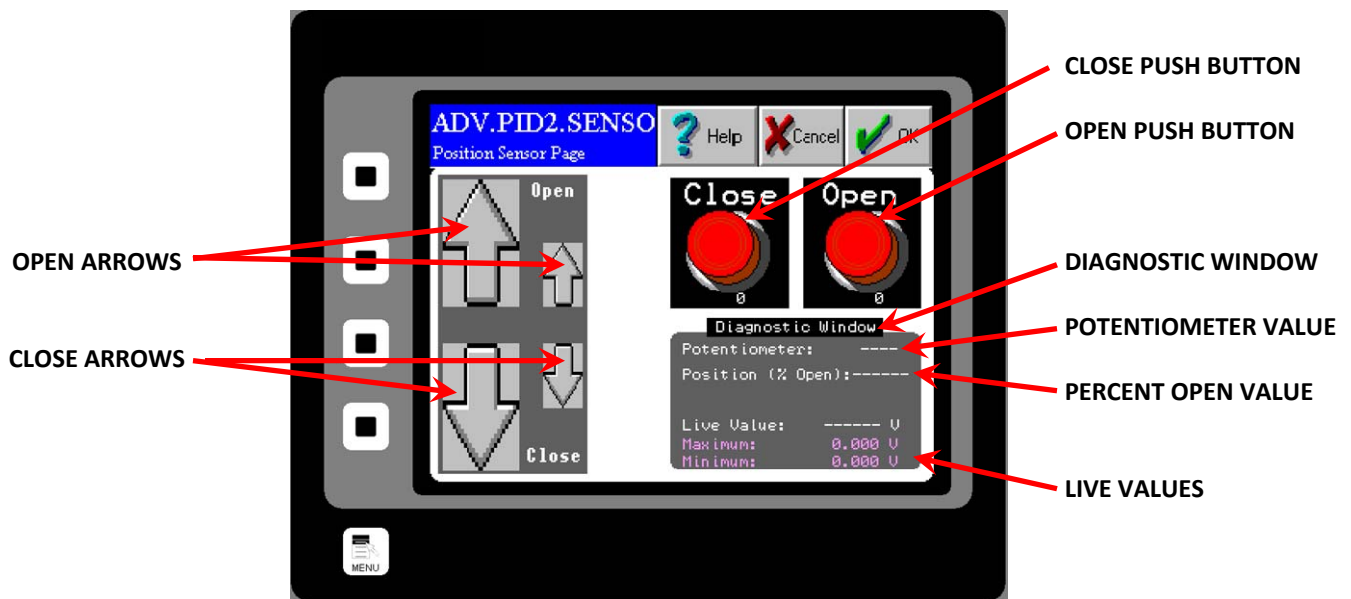 CLOSE PUSH BUTTON
ADV.PID2.SENSO
Position Sensor Page
Help
Cancel
OK
OPEN PUSH BUTTON
Open
Close
Open
0
0
OPEN ARROWS
DIAGNOSTIC WINDOW
Diagnostic Window
POTENTIOMETER VALUE
Potentiometer: ----
CLOSE ARROWS
Position (% Open):------
PERCENT OPEN VALUE
Live Value: ------ V
Maximum: 0.000 V
Close
Minimum: 0.000 V
LIVE VALUES
MENU